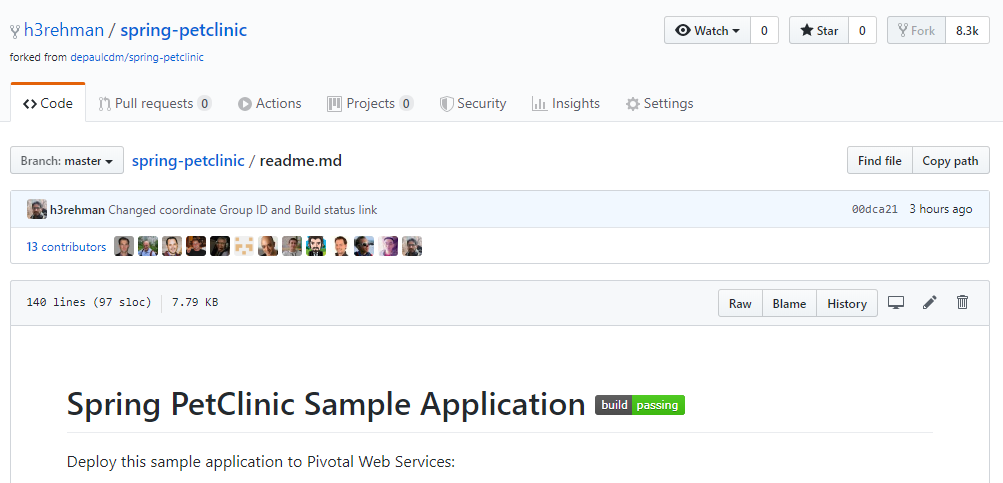 h3rehman / spring-petclinic Watch 0 Star 0 Fork 8.3k
forked from depaulcdm/spring-petclinic
Code Pull requests 0 Actions Projects 0 Security Insights Settings
Branch: master spring-petclinic / readme.md Find file Copy path
h3rehman Changed coordinate Group ID and Build status link 00dca21 3 hours ago
13 contributors
140 lines (97 sloc) 7.79 KB Raw Blame History
Spring PetClinic Sample Application build passing
Deploy this sample application to Pivotal Web Services: